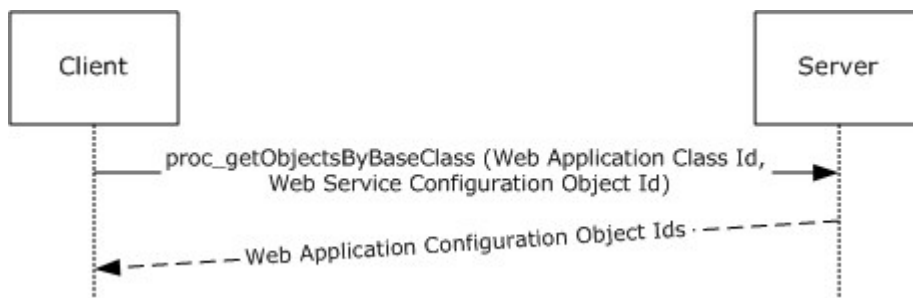 Client
Server
proc_getObjectsByBaseClass (Web Application Class Id,
Web Service Configuration Object Id)
Web Application Configuration Object Ids